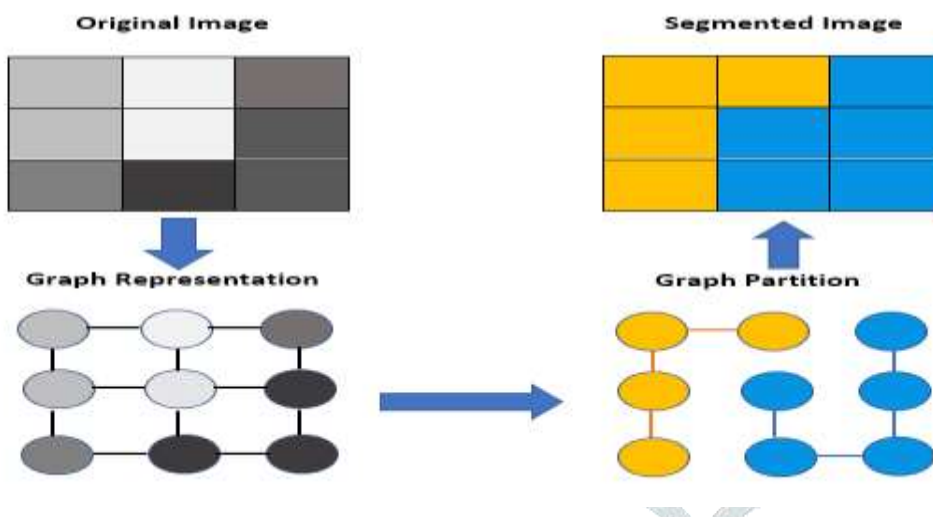 Original Image
Segmented Image
Graph Representation
Graph Partition